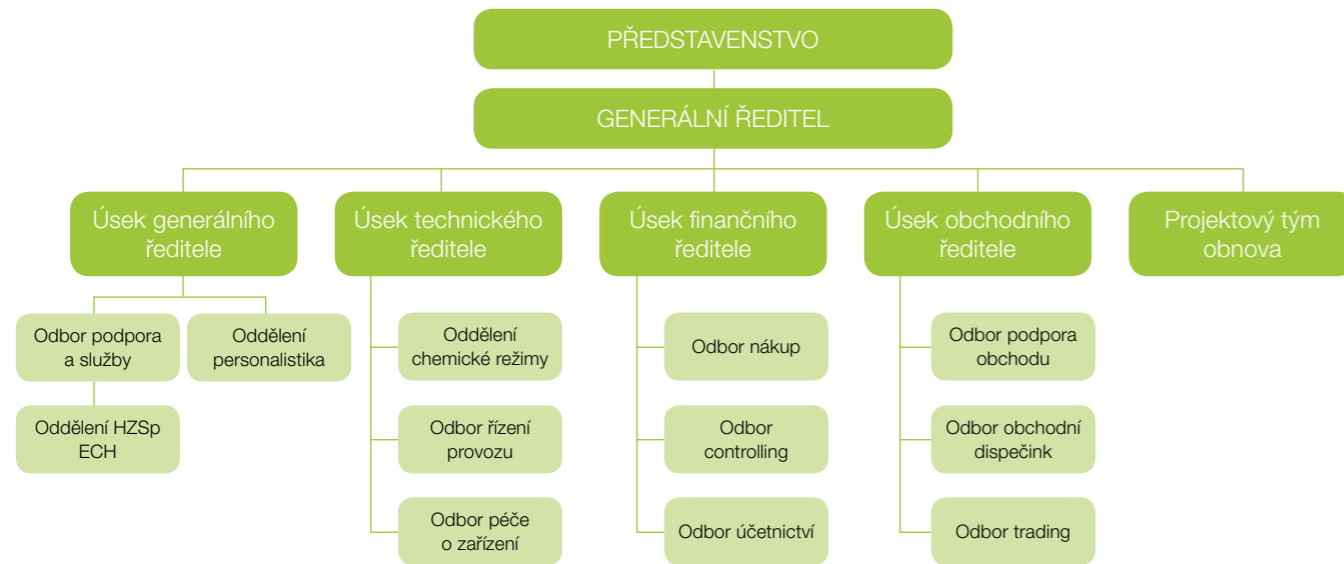 PŘEDSTAVENSTVO
GENERÁLNÍ ŘEDITEL
Úsek generálního
ředitele
Úsek technického
ředitele
Úsek finančního
ředitele
Úsek obchodního
ředitele
Projektový tým
obnova
Odbor podpora
a služby
Oddělení
personalistika
Oddělení HZSp
ECH
Oddělení
chemické režimy
Odbor řízení
provozu
Odbor péče
o zařízení
Odbor nákup
Odbor
controlling
Odbor účetnictví
Odbor podpora
obchodu
Odbor obchodní
dispečink
Odbor trading